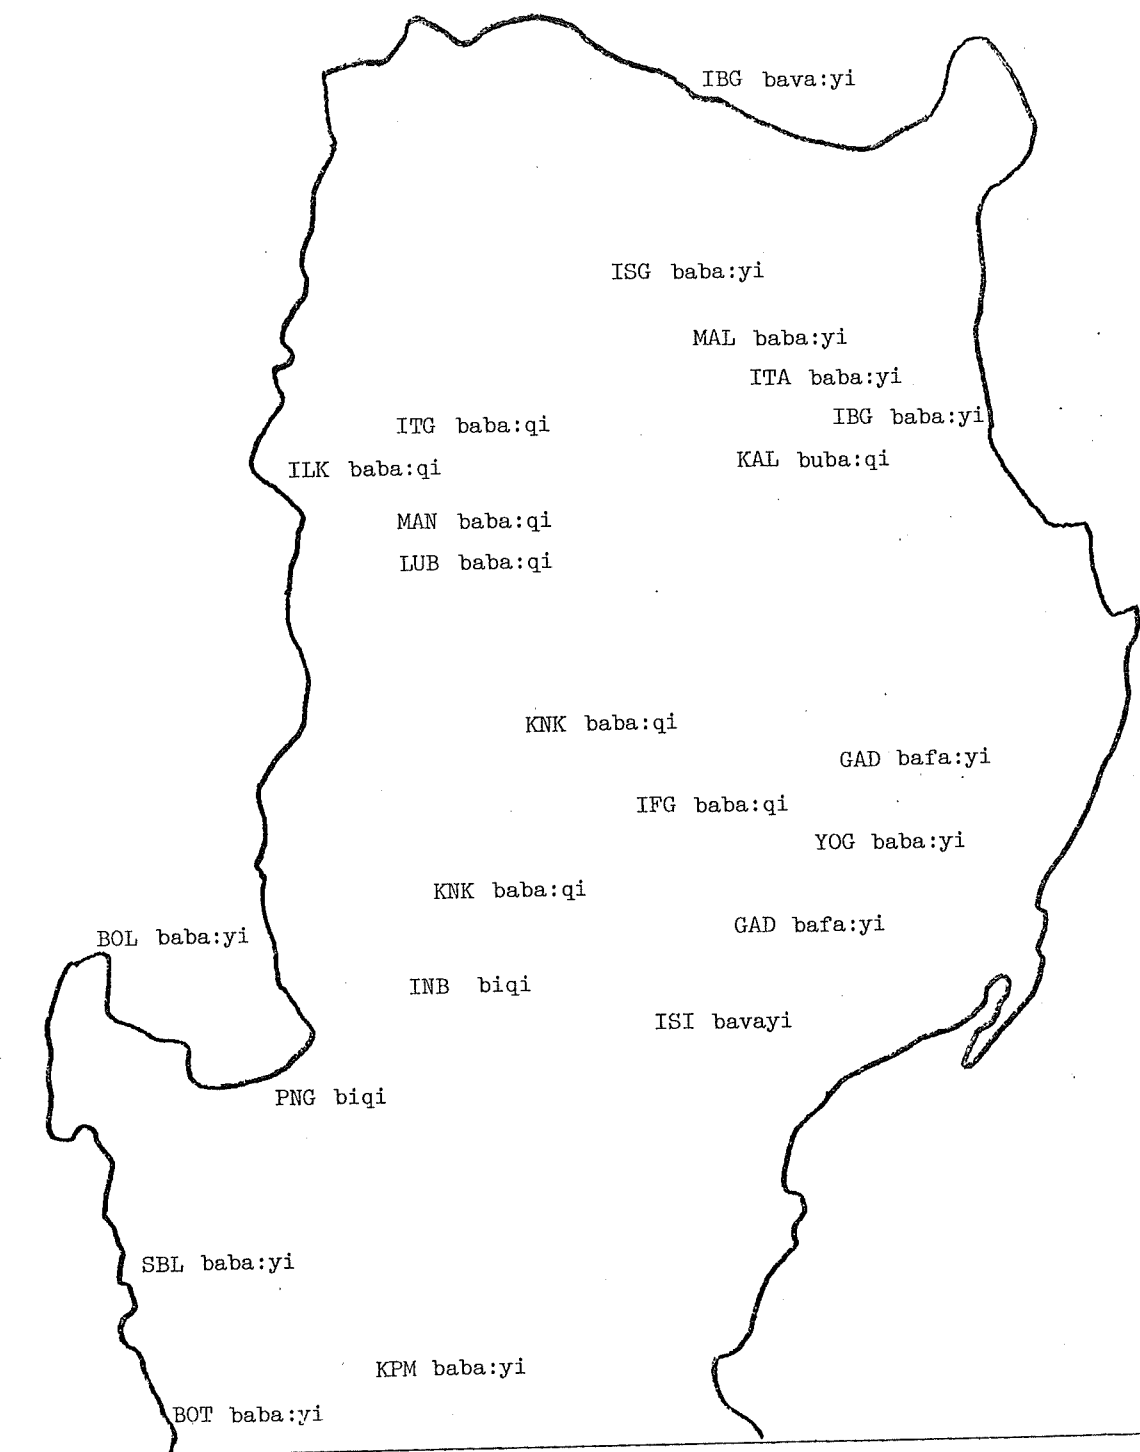 IBG bava:yi
ISG baba:yi
MAL baba:yi
ITA baba:yi
IBG baba:yi
ITG baba:qi
KAL buba:qi
ILK baba:qi
MAN baba:qi
LUB baba:qi
KNK baba:qi
GAD bafa:yi
IFG baba:qi
YOG baba:yi
KNK baba:qi
GAD bafa:yi
BOL baba:yi
INB biqi
ISI bavayi
PNG biqi
SBL baba:yi
KPM baba:yi
BOT baba:yi